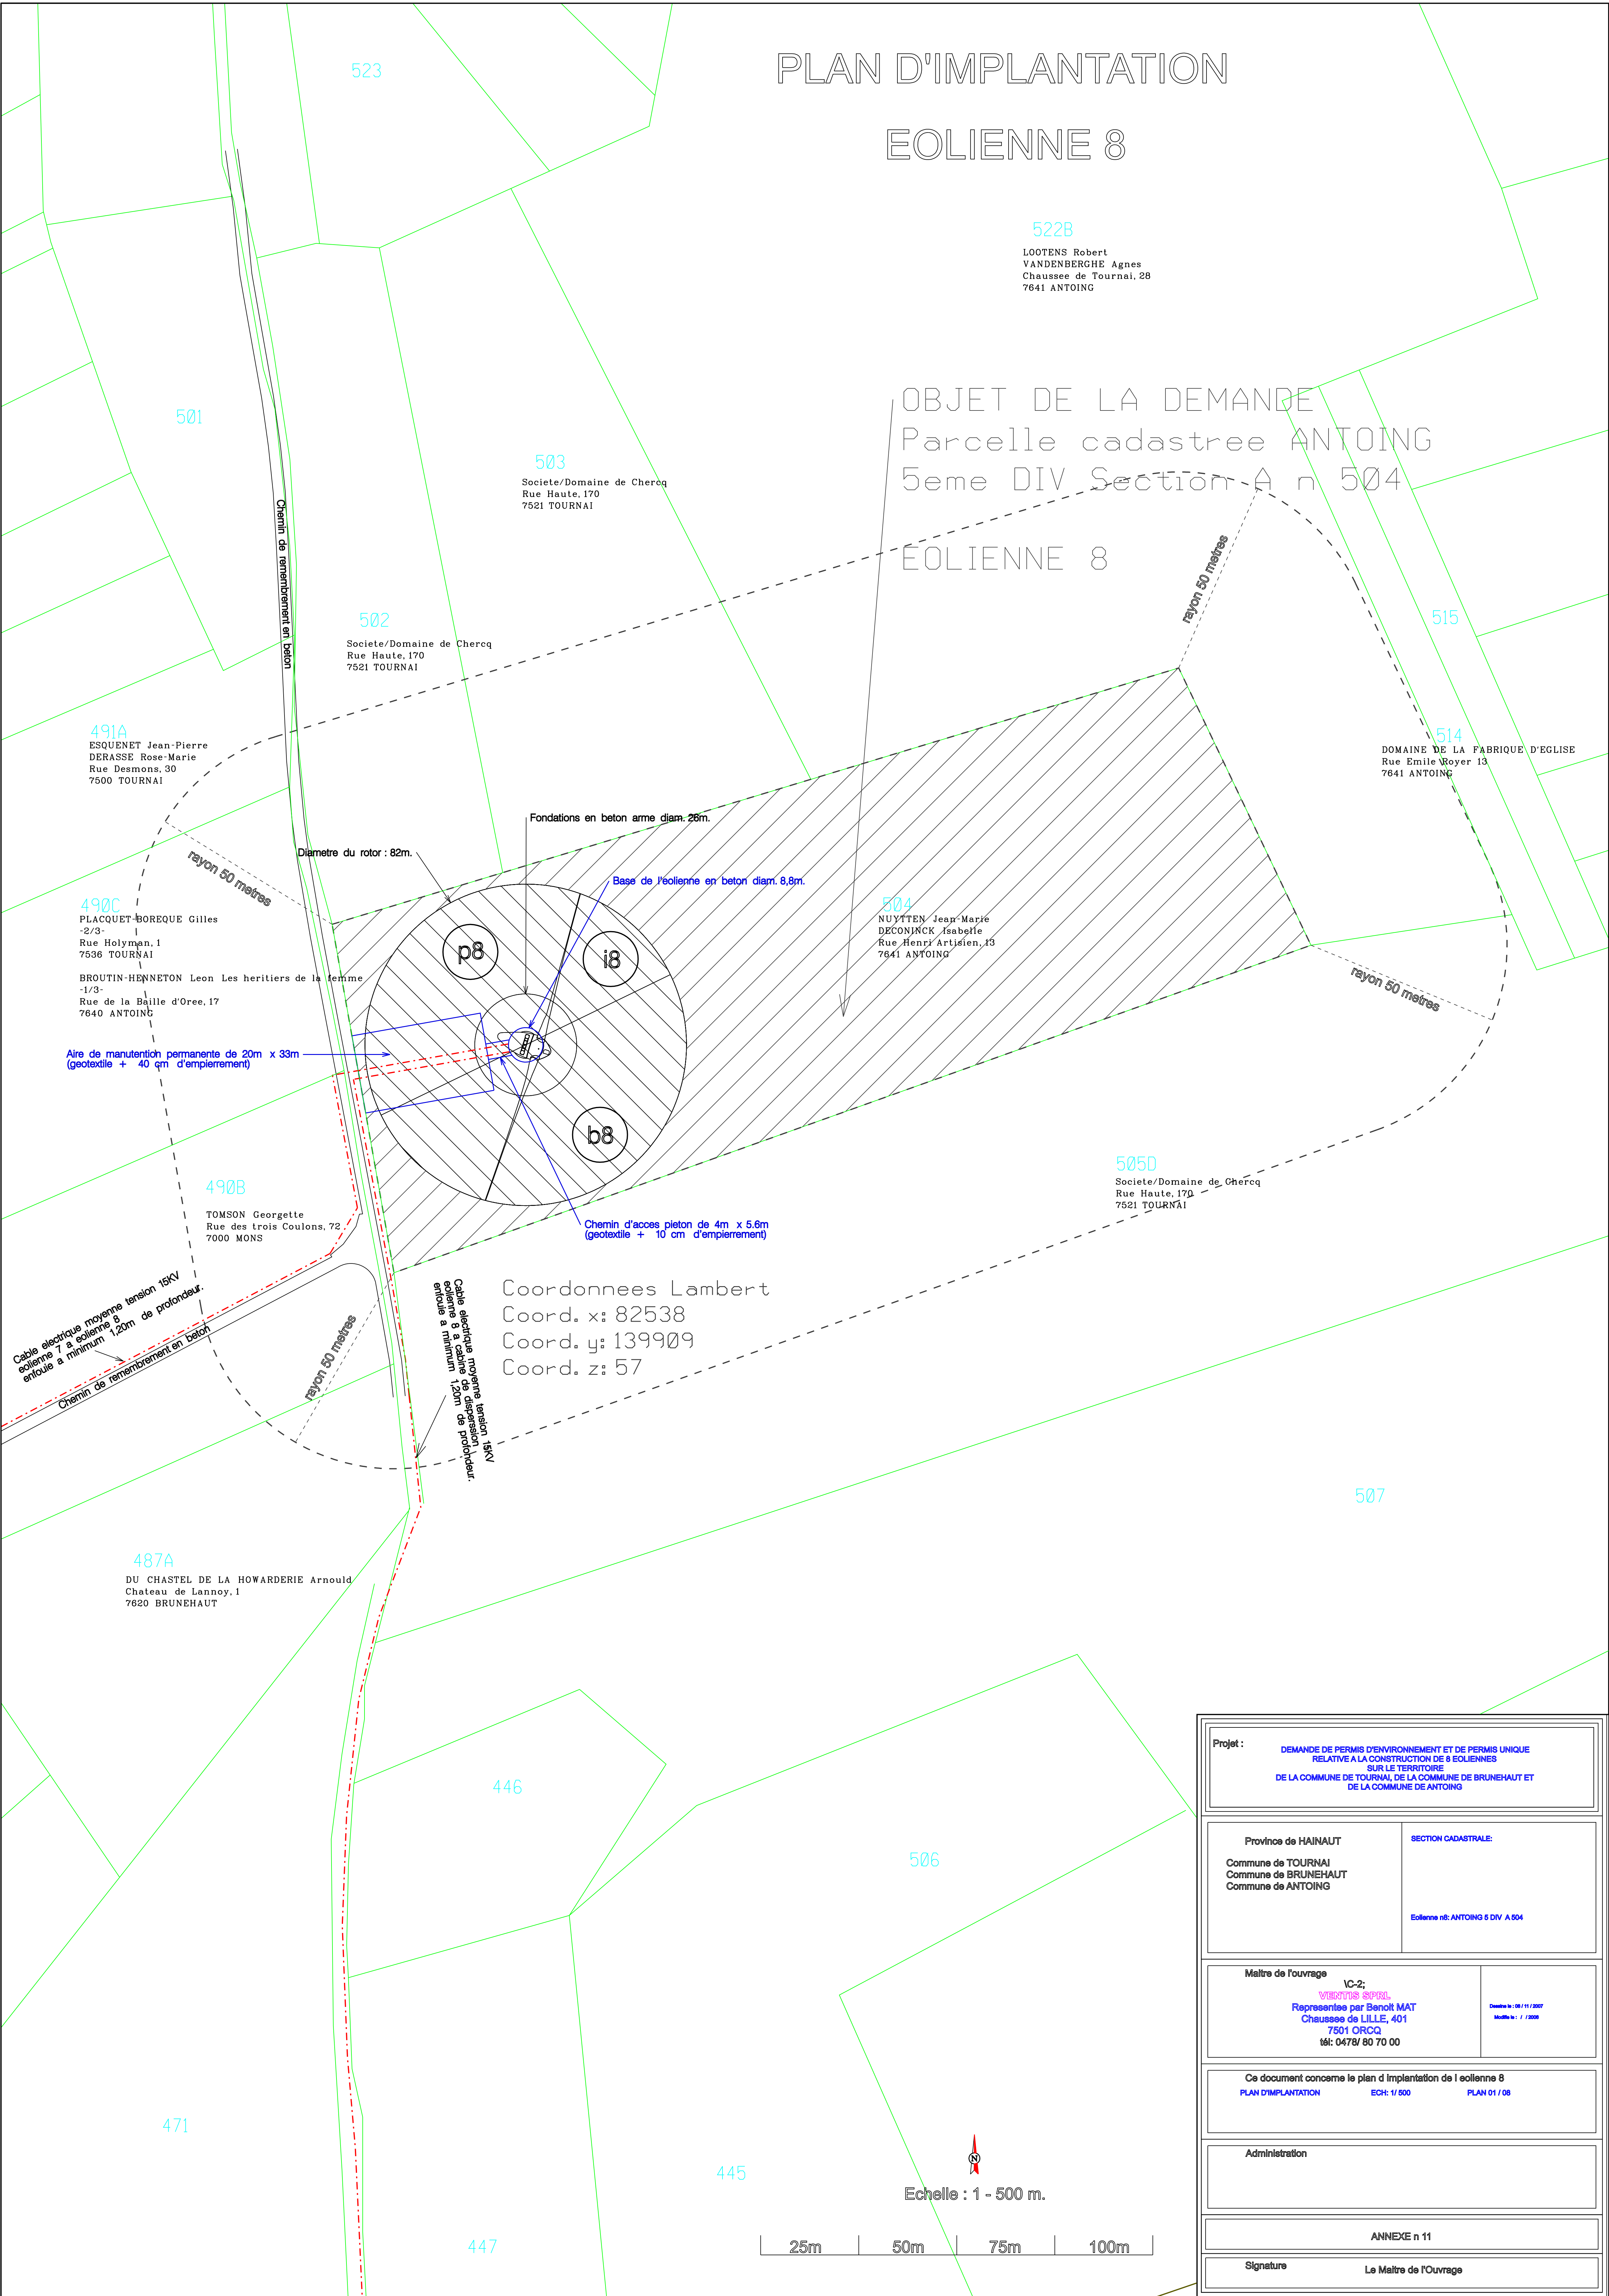 PLAN D'IMPLANTATION
EOLIENNE 8
523
522B
LOOTENS Robert
VANDENBERGHE Agnes
Chaussee de Tournai, 28
7641 ANTOING
OBJET DE LA DEMANDE
Parcelle cadastree ANTOING
5eme DIV Section A n 504
EOLIENNE 8
501
503
Societe/Domaine de Chercq
Rue Haute, 170
7521 TOURNAI
Chemin de remembrement en beton
502
Societe/Domaine de Chercq
Rue Haute, 170
7521 TOURNAI
rayon 50 metres
515
491A
ESQUENET Jean-Pierre
DERASSE Rose-Marie
Rue Desmons, 30
7500 TOURNAI
514
DOMAINE DE LA FABRIQUE D'EGLISE
Rue Emile Royer 13
7641 ANTOING
Fondations en beton arme diam. 26m.
Diametre du rotor : 82m.
rayon 50 metres
Base de l'eolienne en beton diam. 8,8m.
490C
PLACQUET-BOREQUE Gilles
-2/3-
Rue Holyman, 1
7536 TOURNAI
BROUTIN-HENNETON Leon Les heritiers de la femme
-1/3-
Rue de la Baille d'Oree, 17
7640 ANTOING
p8
i8
b8
504
NUYTTEN Jean-Marie
DECONINCK Isabelle
Rue Henri Artisien, 13
7641 ANTOING
rayon 50 metres
Aire de manutention permanente de 20m x 33m
(geotextile + 40 cm d'empierrement)
490B
TOMSON Georgette
Rue des trois Coulons, 72
7000 MONS
505D
Societe/Domaine de Chercq
Rue Haute, 170
7521 TOURNAI
Chemin d'acces pieton de 4m x 5.6m
(geotextile + 10 cm d'empierrement)
Cable electrique moyenne tension 15KV
eolienne 7 a eolienne 8
enfouie a minimum 1,20m de profondeur.
Chemin de remembrement en beton
rayon 50 metres
Cable electrique moyenne tension 15KV
eolienne 8 a cabine de disperssion
enfouie a minimum 1,20m de profondeur.
Coordonnees Lambert
Coord. x: 82538
Coord. y: 139909
Coord. z: 57
507
487A
DU CHASTEL DE LA HOWARDERIE Arnould
Chateau de Lannoy, 1
7620 BRUNEHAUT
446
506
471
445
447
N
Echelle : 1 - 500 m.
25m 50m 75m 100m
Projet :
DEMANDE DE PERMIS D'ENVIRONNEMENT ET DE PERMIS UNIQUE
RELATIVE A LA CONSTRUCTION DE 8 EOLIENNES
SUR LE TERRITOIRE
DE LA COMMUNE DE TOURNAI, DE LA COMMUNE DE BRUNEHAUT ET
DE LA COMMUNE DE ANTOING
Province de HAINAUT
Commune de TOURNAI
Commune de BRUNEHAUT
Commune de ANTOING
SECTION CADASTRALE:
Eolienne n8: ANTOING 5 DIV A 504
Maitre de l'ouvrage
\C-2;
VENTIS SPRL
Representee par Benoit MAT
Chaussee de LILLE, 401
7501 ORCQ
tél: 0478/ 80 70 00
Dessine le : 06 / 11 / 2007
Modifie le : / / 2008
Ce document concerne le plan d implantation de l eolienne 8
PLAN D'IMPLANTATION ECH: 1/ 500 PLAN 01 / 08
Administration
ANNEXE n 11
Signature Le Maitre de l'Ouvrage